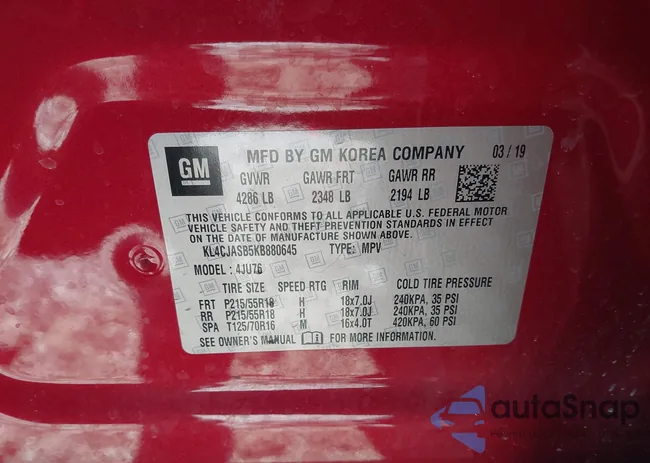 GM MFD BY GM KOREA COMPANY 03 / 19
GVWR GAWR FRT GAWR RR
4286 LB 2348 LB 2194 LB
THIS VEHICLE CONFORMS TO ALL APPLICABLE U.S. FEDERAL MOTOR
VEHICLE SAFETY AND THEFT PREVENTION STANDARDS IN EFFECT
ON THE DATE OF MANUFACTURE SHOWN ABOVE.
KL4CJASB5KB880645 TYPE: MPV
MODEL : 4JU76
TIRE SIZE SPEED RTG RIM COLD TIRE PRESSURE
FRT P215/55R18 H 18x7.0J 240KPA, 35 PSI
RR P215/55R18 H 18x7.0J 240KPA, 35 PSI
SPA T125/70R16 M 16x4.0T 420KPA, 60 PSI
SEE OWNER'S MANUAL FOR MORE INFORMATION.
autoSnap